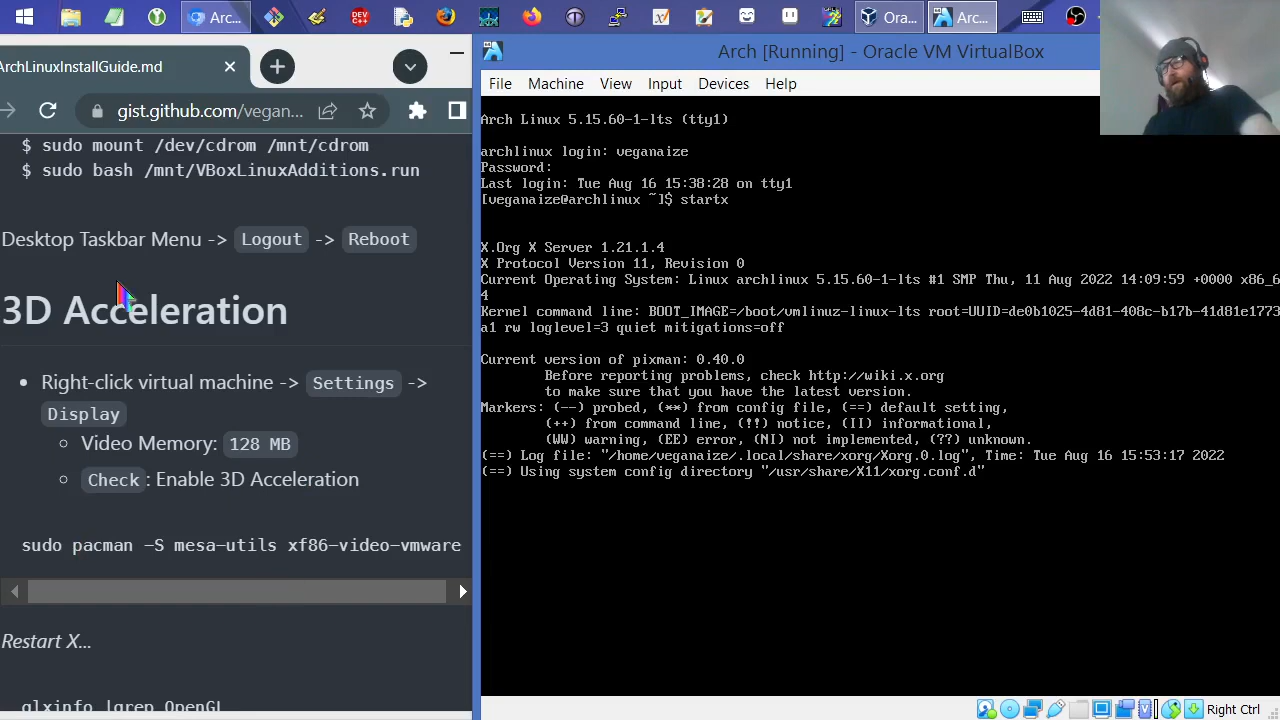 Arc...
DEV C++
Ora...
Arc...
ArchLinuxInstallGuide.md
gist.github.com/vegan...
$ sudo mount /dev/cdrom /mnt/cdrom
$ sudo bash /mnt/VBoxLinuxAdditions.run
Desktop Taskbar Menu -> Logout -> Reboot
3D Acceleration
Right-click virtual machine -> Settings ->
Display
Video Memory: 128 MB
Check: Enable 3D Acceleration
sudo pacman -S mesa-utils xf86-video-vmware
Restart X...
glxinfo |grep OpenGL
Arch [Running] - Oracle VM VirtualBox
File Machine View Input Devices Help
Arch Linux 5.15.60-1-lts (tty1)
archlinux login: veganaize
Password:
Last login: Tue Aug 16 15:38:28 on tty1
[veganaize@archlinux ~]$ startx
X.Org X Server 1.21.1.4
X Protocol Version 11, Revision 0
Current Operating System: Linux archlinux 5.15.60-1-lts #1 SMP Thu, 11 Aug 2022 14:09:59 +0000 x86_6
4
Kernel command line: BOOT_IMAGE=/boot/vmlinuz-linux-lts root=UUID=de0b1025-4d81-408c-b17b-41d81e1773
a1 rw loglevel=3 quiet mitigations=off
Current version of pixman: 0.40.0
Before reporting problems, check http://wiki.x.org
to make sure that you have the latest version.
Markers: (--) probed, (**) from config file, (==) default setting,
(++) from command line, (!!) notice, (II) informational,
(WW) warning, (EE) error, (NI) not implemented, (??) unknown.
(==) Log file: "/home/veganaize/.local/share/xorg/Xorg.0.log", Time: Tue Aug 16 15:53:17 2022
(==) Using system config directory "/usr/share/X11/xorg.conf.d"
Right Ctrl